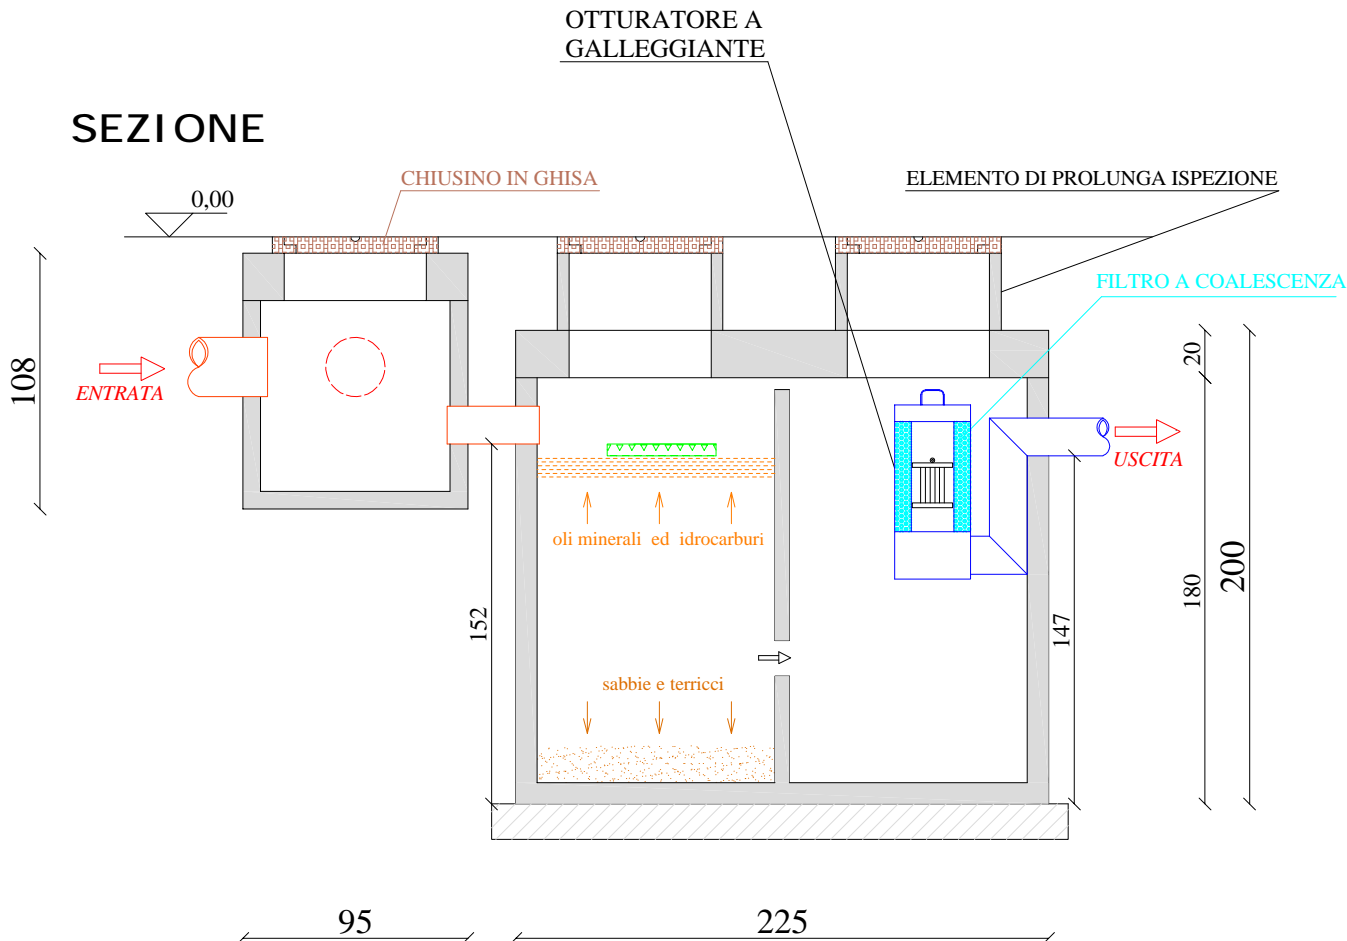 OTTURATORE A
GALLEGGIANTE
SEZIONE
CHIUSINO IN GHISA
ELEMENTO DI PROLUNGA ISPEZIONE
0,00
FILTRO A COALESCENZA
108
ENTRATA
20
USCITA
oli minerali ed idrocarburi
152
147
180
200
sabbie e terricci
95
225